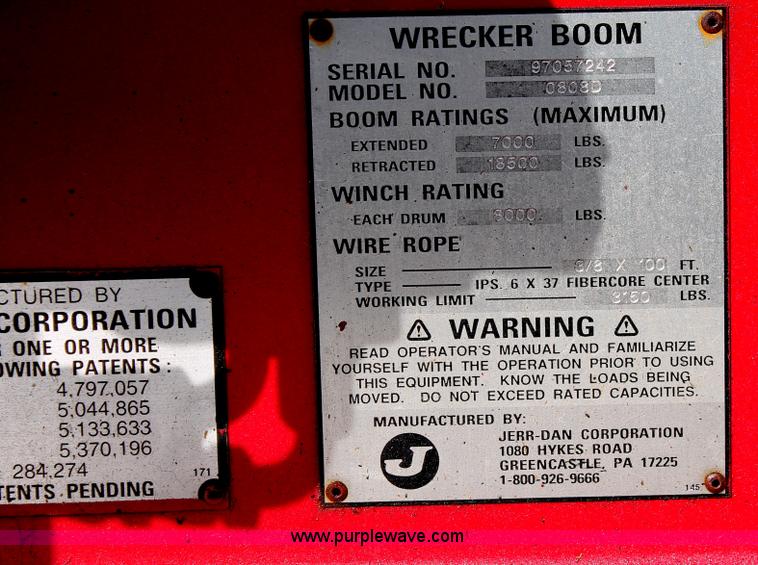 WRECKER BOOM
SERIAL NO. 97057242
MODEL NO. 0808D
BOOM RATINGS (MAXIMUM)
EXTENDED 7000 LBS.
RETRACTED 18500 LBS.
WINCH RATING
EACH DRUM 8000 LBS.
WIRE ROPE
SIZE 3/8 X 100 FT.
TYPE IPS. 6 X 37 FIBERCORE CENTER
WORKING LIMIT 3150 LBS.
WARNING
READ OPERATOR'S MANUAL AND FAMILIARIZE
YOURSELF WITH THE OPERATION PRIOR TO USING
THIS EQUIPMENT. KNOW THE LOADS BEING
MOVED. DO NOT EXCEED RATED CAPACITIES.
MANUFACTURED BY:
J
JERR-DAN CORPORATION
1080 HYKES ROAD
GREENCASTLE, PA 17225
1-800-926-9666
145
CTURED BY
CORPORATION
R ONE OR MORE
OWING PATENTS:
4,797,057
5,044,865
5,133,633
5,370,196
284,274
171
TENTS PENDING
www.purplewave.com